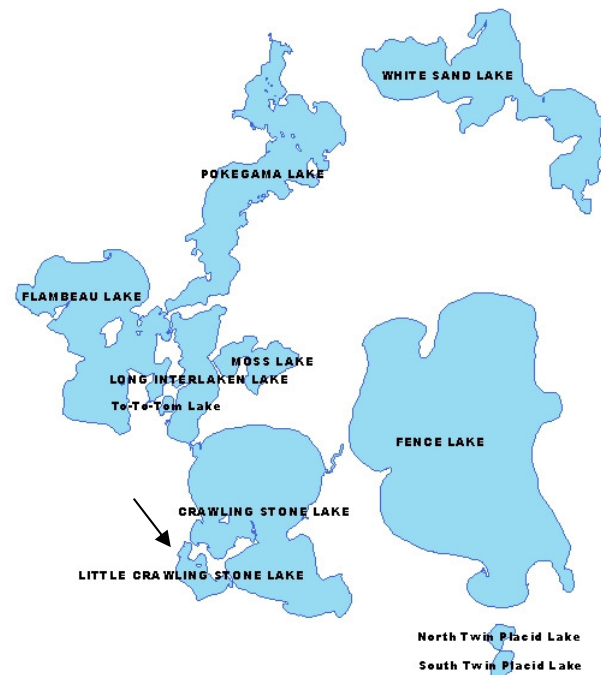 WHITE SAND LAKE
POKEGAMA LAKE
FLAMBEAU LAKE
MOSS LAKE
LONG INTERLAKEN LAKE
To-To-Tom Lake
FENCE LAKE
CRAWLING STONE LAKE
LITTLE CRAWLING STONE LAKE
North Twin Placid Lake
South Twin Placid Lake